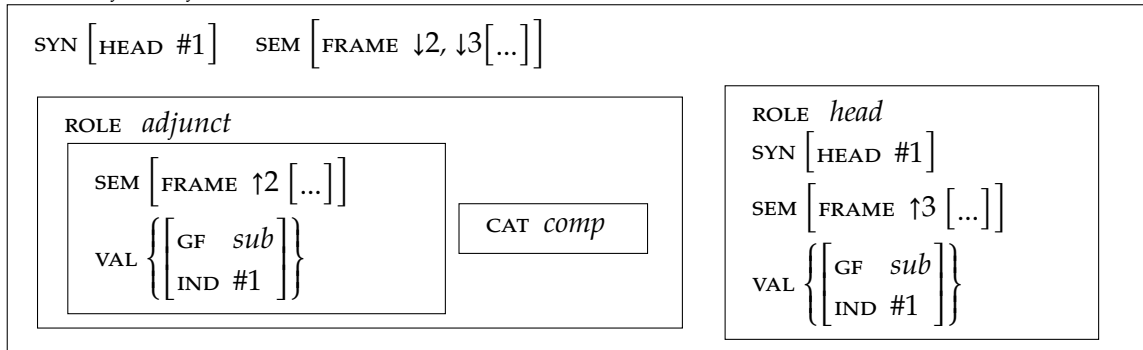 SYN [HEAD #1] SEM [FRAME ↓2, ↓3[...]]
ROLE adjunct
SEM [FRAME ↑2 [...]]
VAL {[GF sub
IND #1]}
CAT comp
ROLE head
SYN [HEAD #1]
SEM [FRAME ↑3 [...]]
VAL {[GF sub
IND #1]}